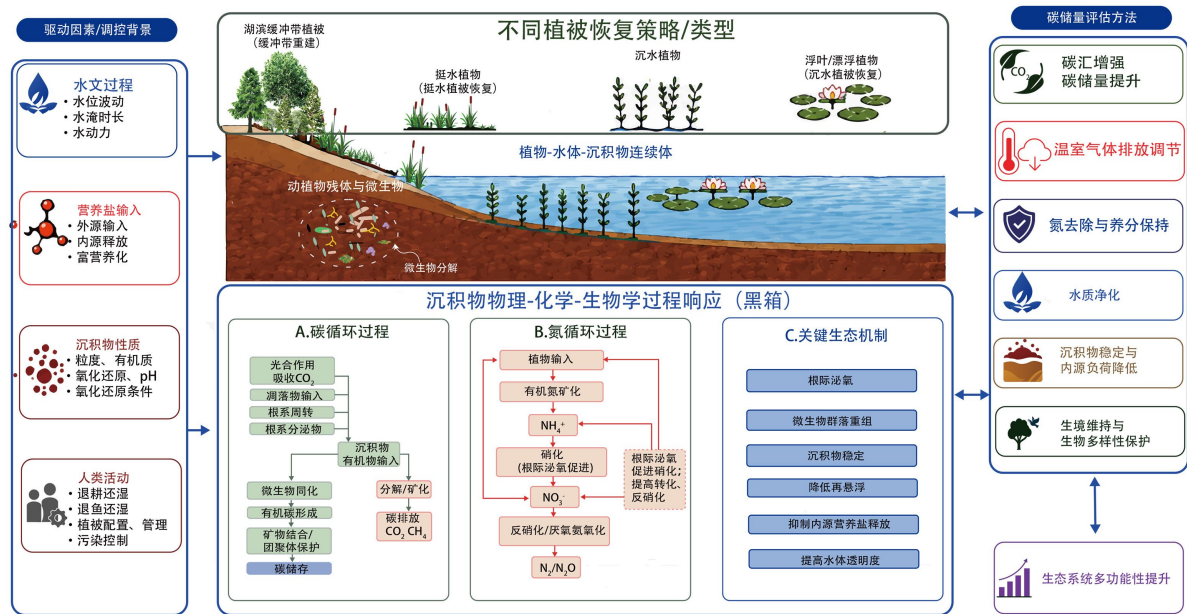 驱动因素/调控背景
水文过程
• 水位波动
• 水淹时长
• 水动力
营养盐输入
• 外源输入
• 内源释放
• 富营养化
沉积物性质
• 粒度、有机质
• 氧化还原、pH
• 氧化还原条件
人类活动
• 退耕还湿
• 退鱼还湿
• 植被配置、管理
• 污染控制
不同植被恢复策略/类型
湖滨缓冲带植被
(缓冲带重建)
挺水植物
(挺水植被恢复)
沉水植物
浮叶/漂浮植物
(沉水植被恢复)
植物-水体-沉积物连续体
动植物残体与微生物
微生物分解
沉积物物理-化学-生物学过程响应（黑箱）
A.碳循环过程
光合作用
吸收CO₂
凋落物输入
根系周转
根系分泌物
沉积物
有机物输入
微生物同化
有机碳形成
矿物结合/
团聚体保护
碳储存
分解/矿化
碳排放
CO₂ CH₄
B.氮循环过程
植物输入
有机氮矿化
NH₄⁺
硝化
(根际泌氧促进)
NO₃⁻
反硝化/厌氧氨氧化
N₂/N₂O
根际泌氧
促进硝化;
提高转化、
反硝化
C.关键生态机制
根际泌氧
微生物群落重组
沉积物稳定
降低再悬浮
抑制内源营养盐释放
提高水体透明度
碳储量评估方法
CO₂
碳汇增强
碳储量提升
温室气体排放调节
氮去除与养分保持
水质净化
沉积物稳定与
内源负荷降低
生境维持与
生物多样性保护
生态系统多功能性提升